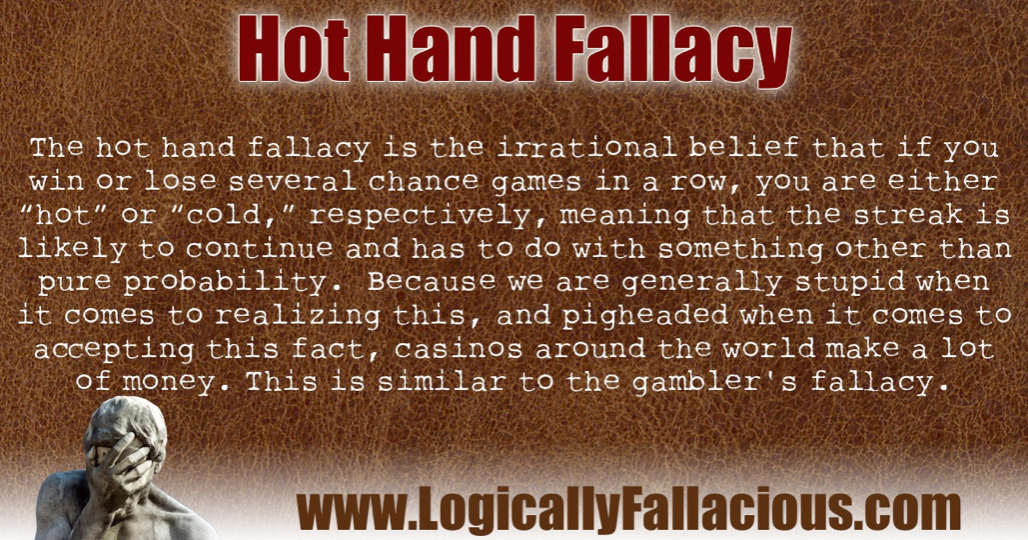 Hot Hand Fallacy
The hot hand fallacy is the irrational belief that if you
win or lose several chance games in a row, you are either
“hot” or “cold,” respectively, meaning that the streak is
likely to continue and has to do with something other than
pure probability. Because we are generally stupid when
it comes to realizing this, and pigheaded when it comes to
accepting this fact, casinos around the world make a lot
of money. This is similar to the gambler's fallacy.
www.LogicallyFallacious.com